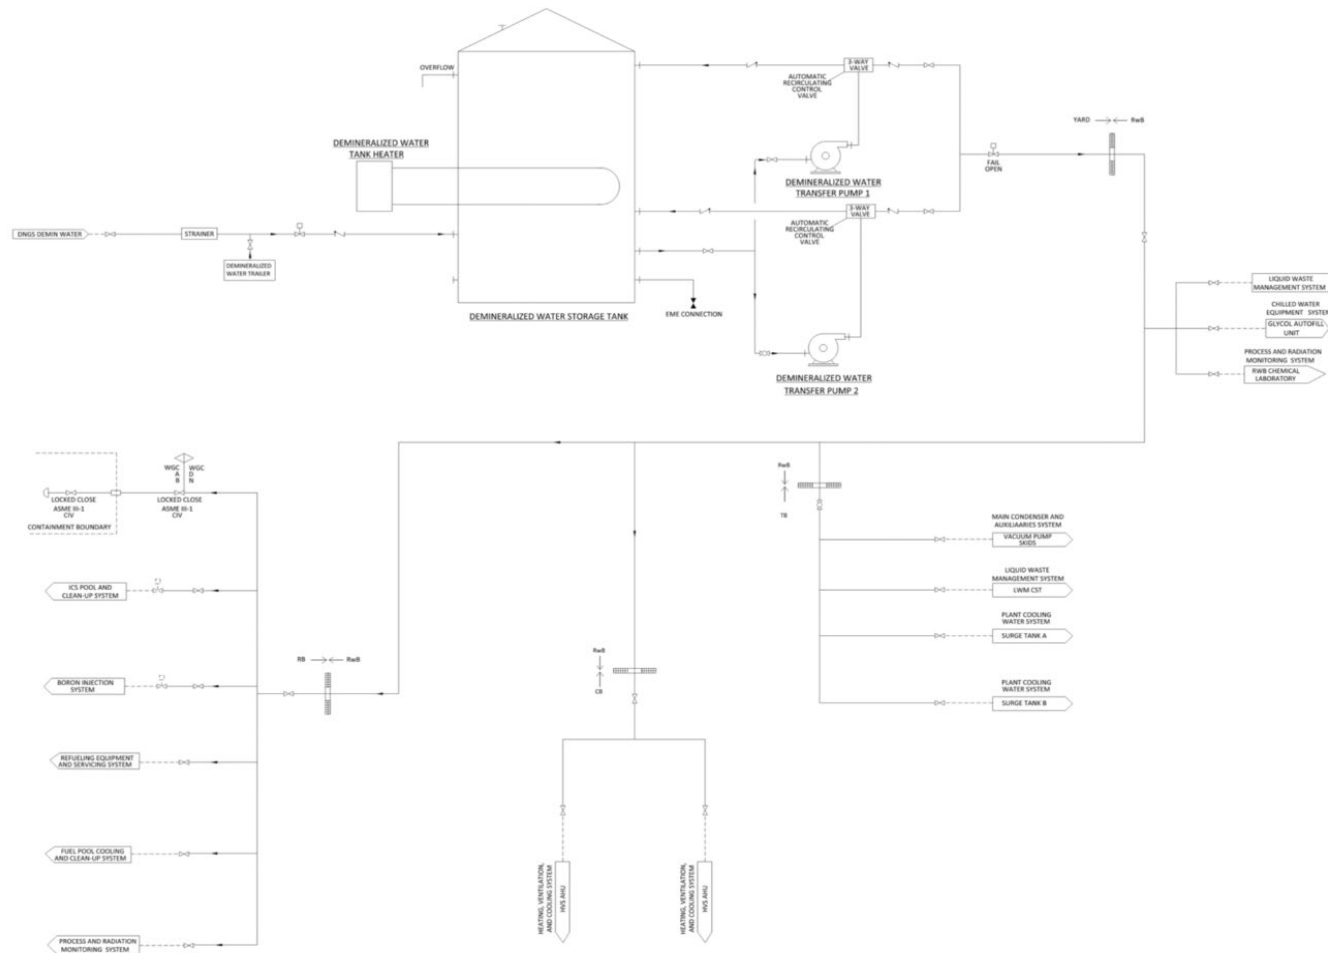 OVERFLOW
3-WAY
VALVE
AUTOMATIC
RECIRCULATING
CONTROL
VALVE
YARD
RwB
DEMINERALIZED WATER
TANK HEATER
FAIL
OPEN
DEMINERALIZED WATER
TRANSFER PUMP 1
3-WAY
VALVE
AUTOMATIC
RECIRCULATING
CONTROL
VALVE
DNGS DEMIN WATER
STRAINER
DEMINERALIZED
WATER TRAILER
DEMINERALIZED WATER STORAGE TANK
EME CONNECTION
DEMINERALIZED WATER
TRANSFER PUMP 2
LIQUID WASTE
MANAGEMENT SYSTEM
CHILLED WATER
EQUIPMENT SYSTEM
GLYCOL AUTOFILL
UNIT
PROCESS AND RADIATION
MONITORING SYSTEM
RWB CHEMICAL
LABORATORY
WGC
A
B
WGC
D
N
LOCKED CLOSE
ASME III-1
CIV
LOCKED CLOSE
ASME III-1
CIV
CONTAINMENT BOUNDARY
RwB
TB
MAIN CONDENSER AND
AUXILIAARIES SYSTEM
VACUUM PUMP
SKIDS
LIQUID WASTE
MANAGEMENT SYSTEM
LWM CST
PLANT COOLING
WATER SYSTEM
SURGE TANK A
PLANT COOLING
WATER SYSTEM
SURGE TANK B
ICS POOL AND
CLEAN-UP SYSTEM
RB
RwB
RwB
CB
BORON INJECTION
SYSTEM
REFUELING EQUIPMENT
AND SERVICING SYSTEM
FUEL POOL COOLING
AND CLEAN-UP SYSTEM
PROCESS AND RADIATION
MONITORING SYSTEM
HEATING, VENTILATION,
AND COOLING SYSTEM
HVS AHU
HEATING, VENTILATION,
AND COOLING SYSTEM
HVS AHU